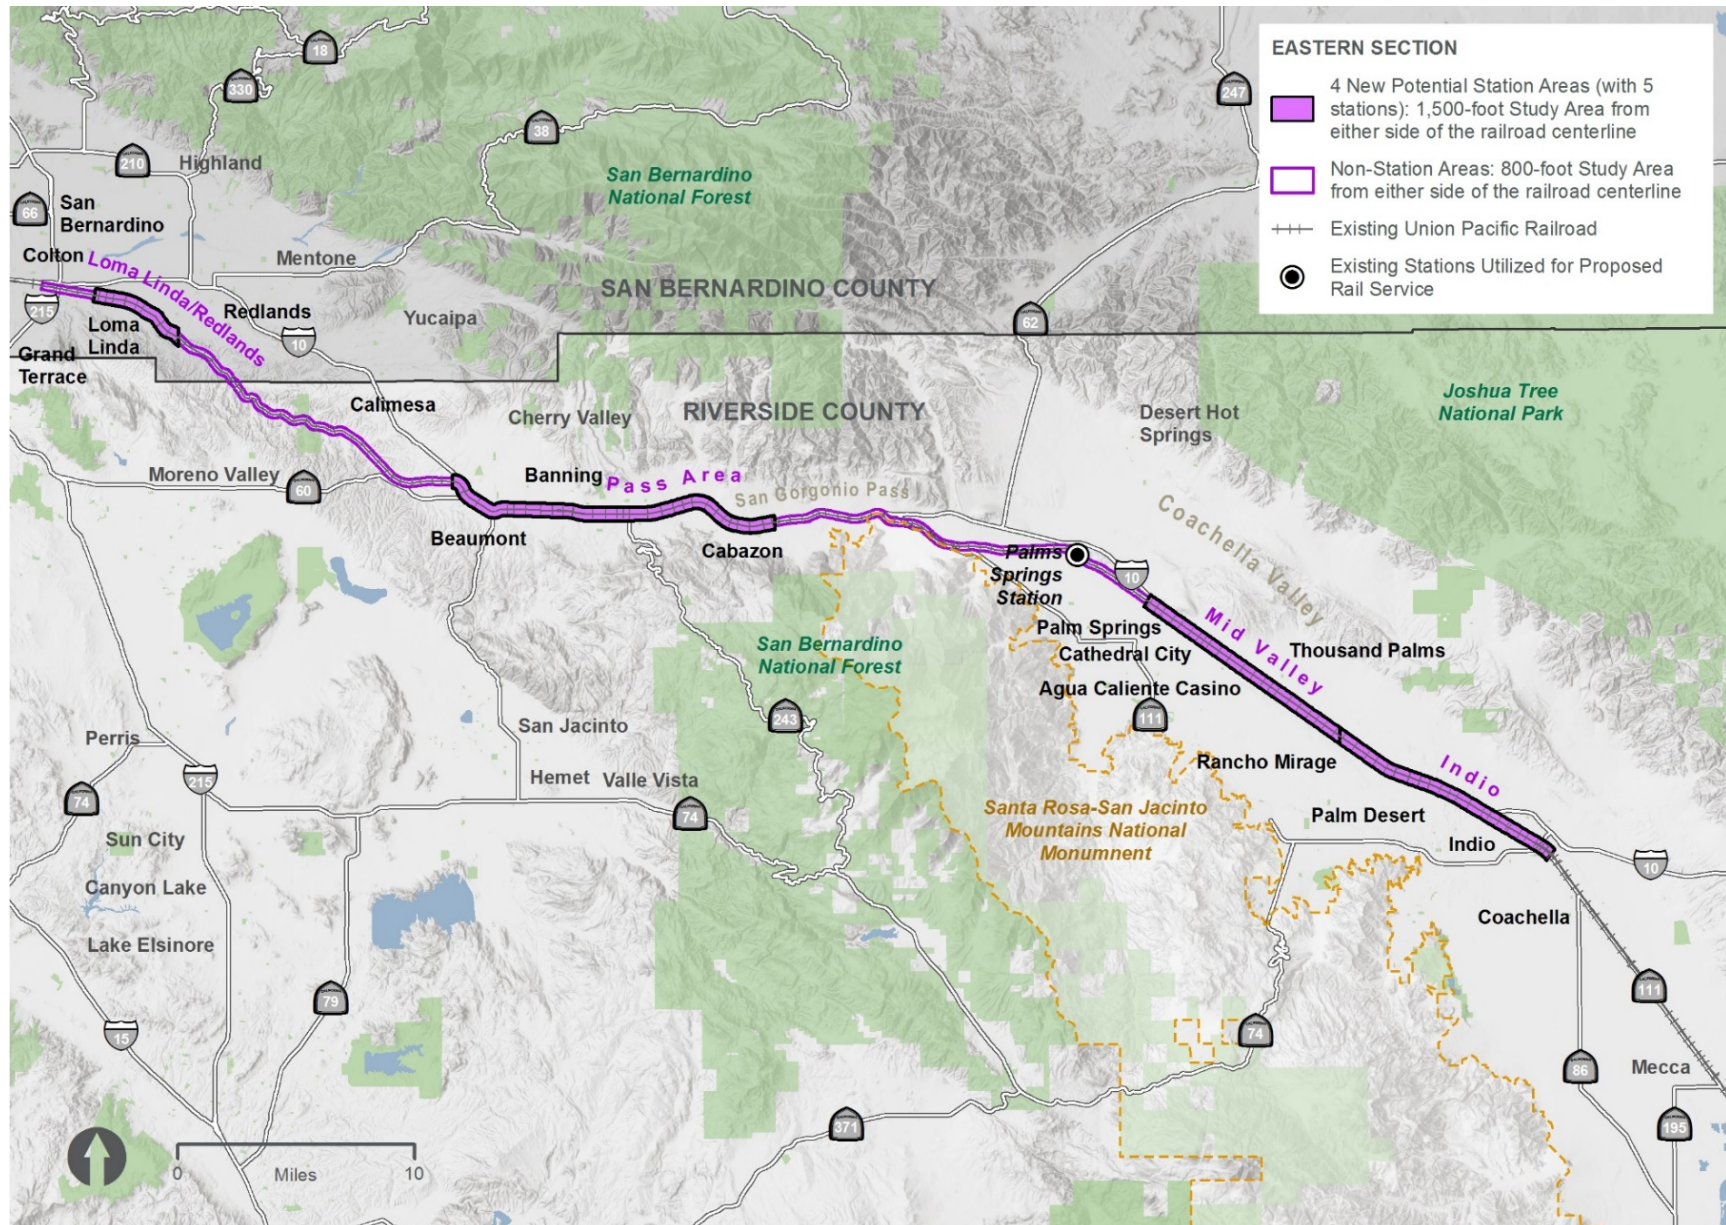 EASTERN SECTION
4 New Potential Station Areas (with 5
stations): 1,500-foot Study Area from
either side of the railroad centerline
Non-Station Areas: 800-foot Study Area
from either side of the railroad centerline
Existing Union Pacific Railroad
Existing Stations Utilized for Proposed
Rail Service
18
330
247
38
210
Highland
San Bernardino
National Forest
66
San
Bernardino
Colton
Loma Linda/Redlands
Mentone
SAN BERNARDINO COUNTY
215
Loma
Linda
Redlands
Yucaipa
62
10
Grand
Terrace
Calimesa
Cherry Valley
RIVERSIDE COUNTY
Desert Hot
Springs
Joshua Tree
National Park
Moreno Valley
60
Banning
Pass Area
San Gorgonio Pass
Coachella Valley
Beaumont
Cabazon
Palms
Springs
Station
10
Palm Springs
Mid Valley
San Bernardino
National Forest
Cathedral City
Thousand Palms
Agua Caliente Casino
243
111
San Jacinto
Perris
Rancho Mirage
Indio
215
Hemet
Valle Vista
74
74
Santa Rosa-San Jacinto
Mountains National
Monumnent
Palm Desert
Sun City
Indio
10
Canyon Lake
Coachella
Lake Elsinore
111
79
15
74
86
Mecca
371
195
0
Miles
10